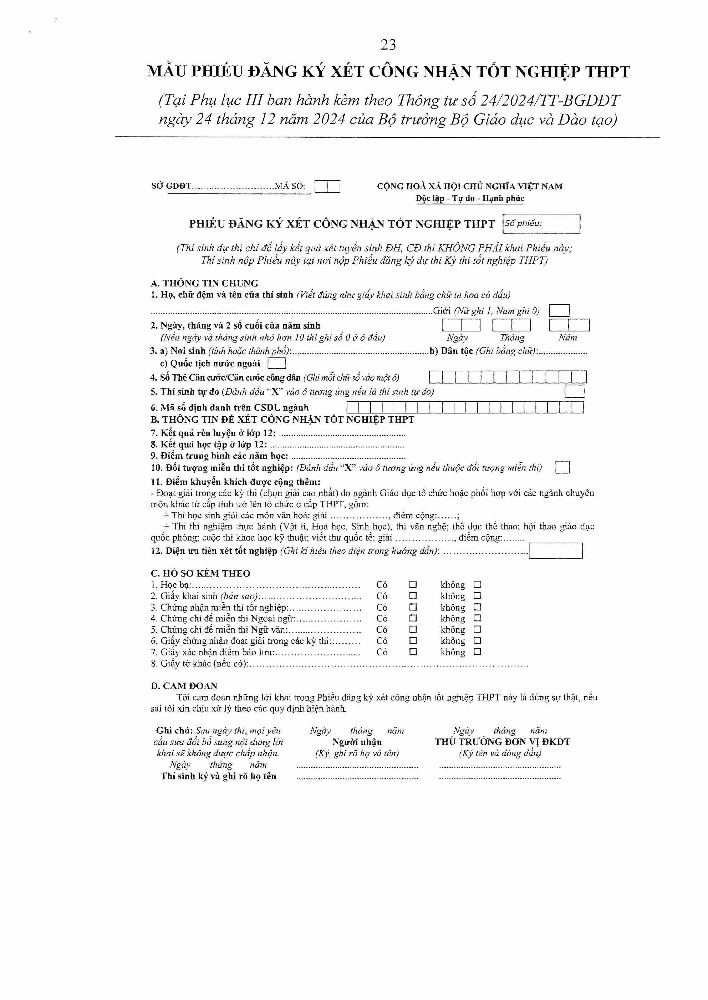 23
MẪU PHIẾU ĐĂNG KÝ XÉT CÔNG NHẬN TỐT NGHIỆP THPT
(Tại Phụ lục III ban hành kèm theo Thông tư số 24/2024/TT-BGDĐT
ngày 24 tháng 12 năm 2024 của Bộ trưởng Bộ Giáo dục và Đào tạo)
SỞ GDĐT............................MÃ SỞ:
CỘNG HOÀ XÃ HỘI CHỦ NGHĨA VIỆT NAM
Độc lập - Tự do - Hạnh phúc
PHIẾU ĐĂNG KÝ XÉT CÔNG NHẬN TỐT NGHIỆP THPT
Số phiếu:
(Thí sinh dự thi chỉ để lấy kết quả xét tuyển sinh ĐH, CĐ thì KHÔNG PHẢI khai Phiếu này;
Thí sinh nộp Phiếu này tại nơi nộp Phiếu đăng ký dự thi Kỳ thi tốt nghiệp THPT)
A. THÔNG TIN CHUNG
1. Họ, chữ đệm và tên của thí sinh (Viết đúng như giấy khai sinh bằng chữ in hoa có dấu)
........................................................................................Giới (Nữ ghi 1, Nam ghi 0)
2. Ngày, tháng và 2 số cuối của năm sinh
(Nếu ngày và tháng sinh nhỏ hơn 10 thì ghi số 0 ở ô đầu) Ngày Tháng Năm
3. a) Nơi sinh (tỉnh hoặc thành phố):....................................................b) Dân tộc (Ghi bằng chữ):...................
c) Quốc tịch nước ngoài
4. Số Thẻ Căn cước/Căn cước công dân (Ghi mỗi chữ số vào một ô)
5. Thí sinh tự do (Đánh dấu “X” vào ô tương ứng nếu là thí sinh tự do)
6. Mã số định danh trên CSDL ngành
B. THÔNG TIN ĐỂ XÉT CÔNG NHẬN TỐT NGHIỆP THPT
7. Kết quả rèn luyện ở lớp 12: ................................................
8. Kết quả học tập ở lớp 12: ...................................................
9. Điểm trung bình các năm học: ...........................................
10. Đối tượng miễn thi tốt nghiệp: (Đánh dấu “X” vào ô tương ứng nếu thuộc đối tượng miễn thi)
11. Điểm khuyến khích được cộng thêm:
- Đoạt giải trong các kỳ thi (chọn giải cao nhất) do ngành Giáo dục tổ chức hoặc phối hợp với các ngành chuyên
môn khác từ cấp tỉnh trở lên tổ chức ở cấp THPT, gồm:
+ Thi học sinh giỏi các môn văn hoá: giải ..................., điểm cộng:......;
+ Thi thí nghiệm thực hành (Vật lí, Hoá học, Sinh học), thi văn nghệ; thể dục thể thao; hội thao giáo dục
quốc phòng; cuộc thi khoa học kỹ thuật; viết thư quốc tế: giải ..................., điểm cộng:.......
12. Diện ưu tiên xét tốt nghiệp (Ghi kí hiệu theo diện trong hướng dẫn): ............................
C. HỒ SƠ KÈM THEO
1. Học bạ:........................................................ Có □ không □
2. Giấy khai sinh (bản sao):................................. Có □ không □
3. Chứng nhận miễn thi tốt nghiệp:........................ Có □ không □
4. Chứng chỉ để miễn thi Ngoại ngữ:...................... Có □ không □
5. Chứng chỉ để miễn thi Ngữ văn:........................ Có □ không □
6. Giấy chứng nhận đoạt giải trong các kỳ thi:......... Có □ không □
7. Giấy xác nhận điểm bảo lưu:............................ Có □ không □
8. Giấy tờ khác (nếu có):..............................................................................................
D. CAM ĐOAN
Tôi cam đoan những lời khai trong Phiếu đăng ký xét công nhận tốt nghiệp THPT này là đúng sự thật, nếu
sai tôi xin chịu xử lý theo các quy định hiện hành.
Ghi chú: Sau ngày thi, mọi yêu
cầu sửa đổi bổ sung nội dung lời
khai sẽ không được chấp nhận.
Ngày tháng năm
Thí sinh ký và ghi rõ họ tên
Ngày tháng năm
Người nhận
(Ký, ghi rõ họ và tên)
..............................................
..............................................
Ngày tháng năm
THỦ TRƯỞNG ĐƠN VỊ ĐKDT
(Ký tên và đóng dấu)
..............................................
..............................................